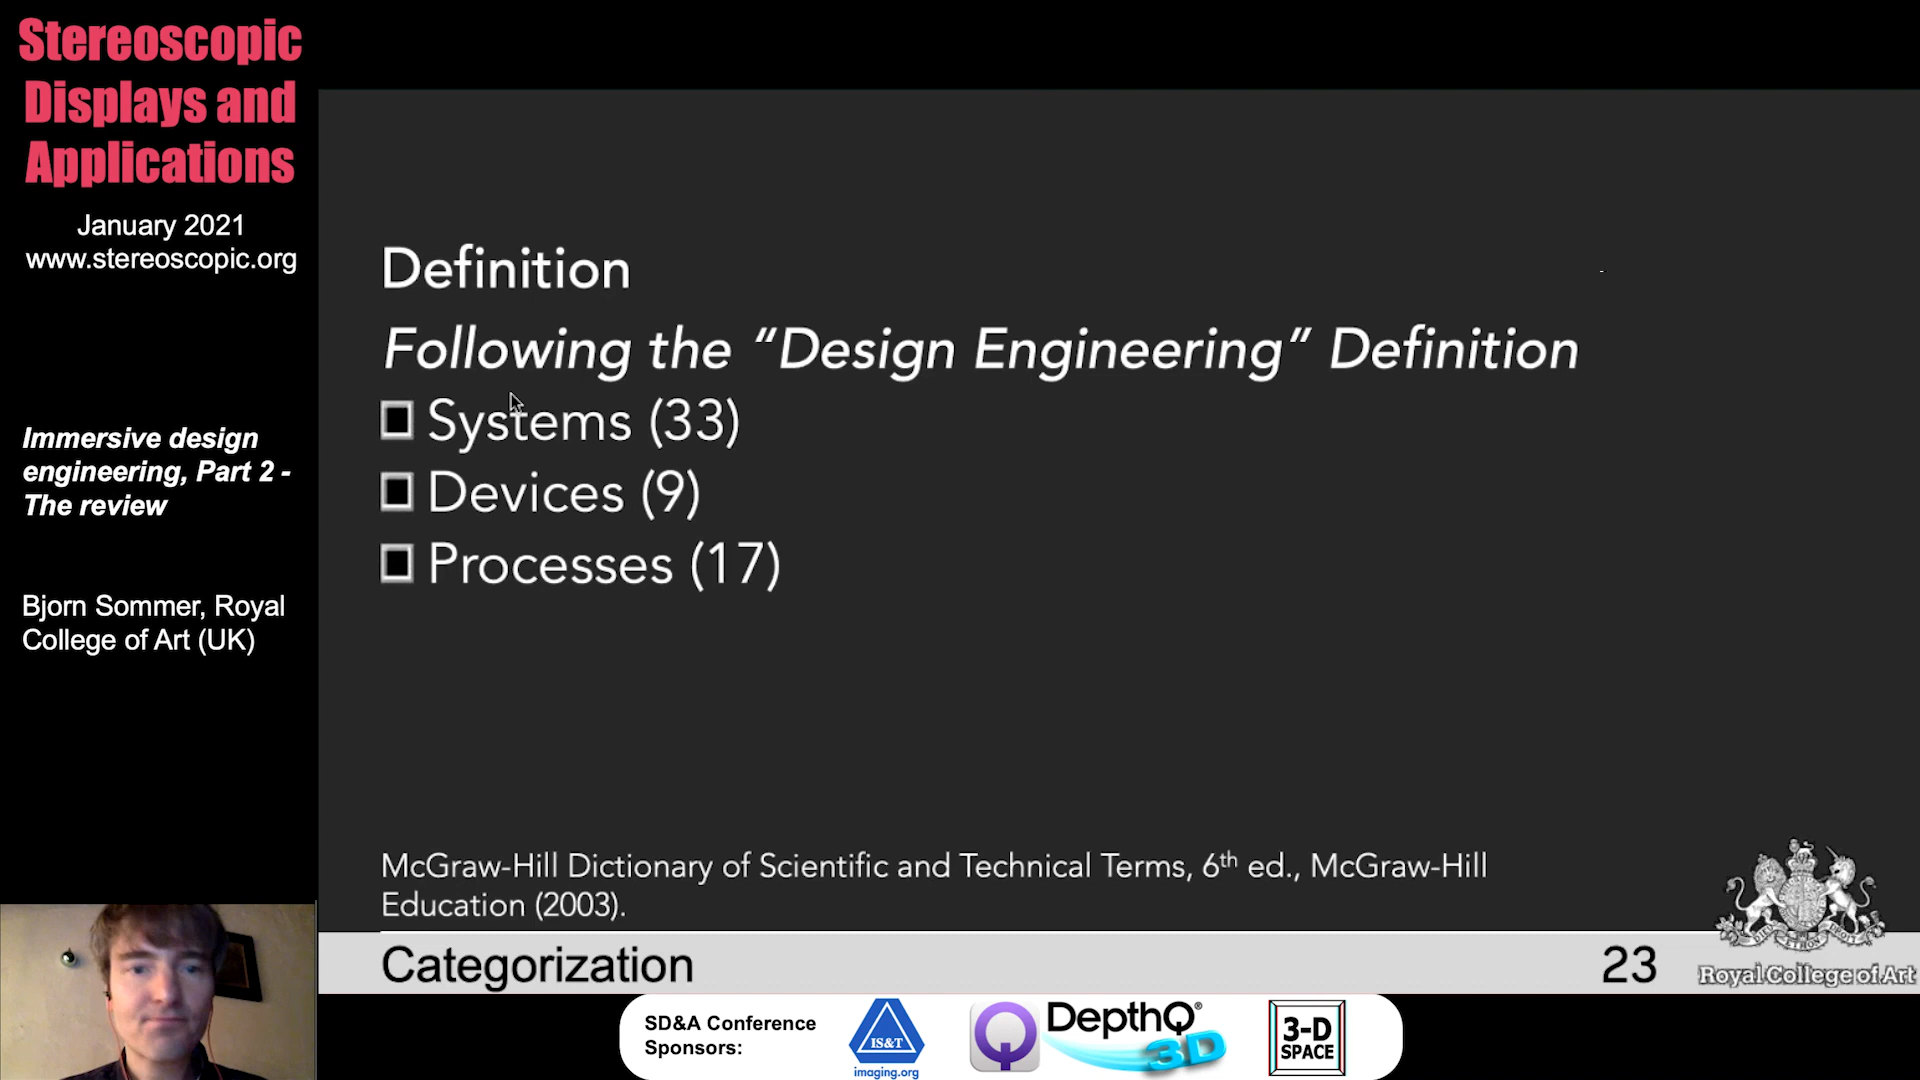 Stereoscopic
Displays and
Applications
January 2021
www.stereoscopic.org
Immersive design
engineering, Part 2 -
The review
Bjorn Sommer, Royal
College of Art (UK)
Definition
Following the “Design Engineering” Definition
Systems (33)
Devices (9)
Processes (17)
McGraw-Hill Dictionary of Scientific and Technical Terms, 6th ed., McGraw-Hill
Education (2003).
Categorization
23
Royal College of Art
SD&A Conference
Sponsors:
IS&T
imaging.org
DepthQ®
3D
3-D
SPACE